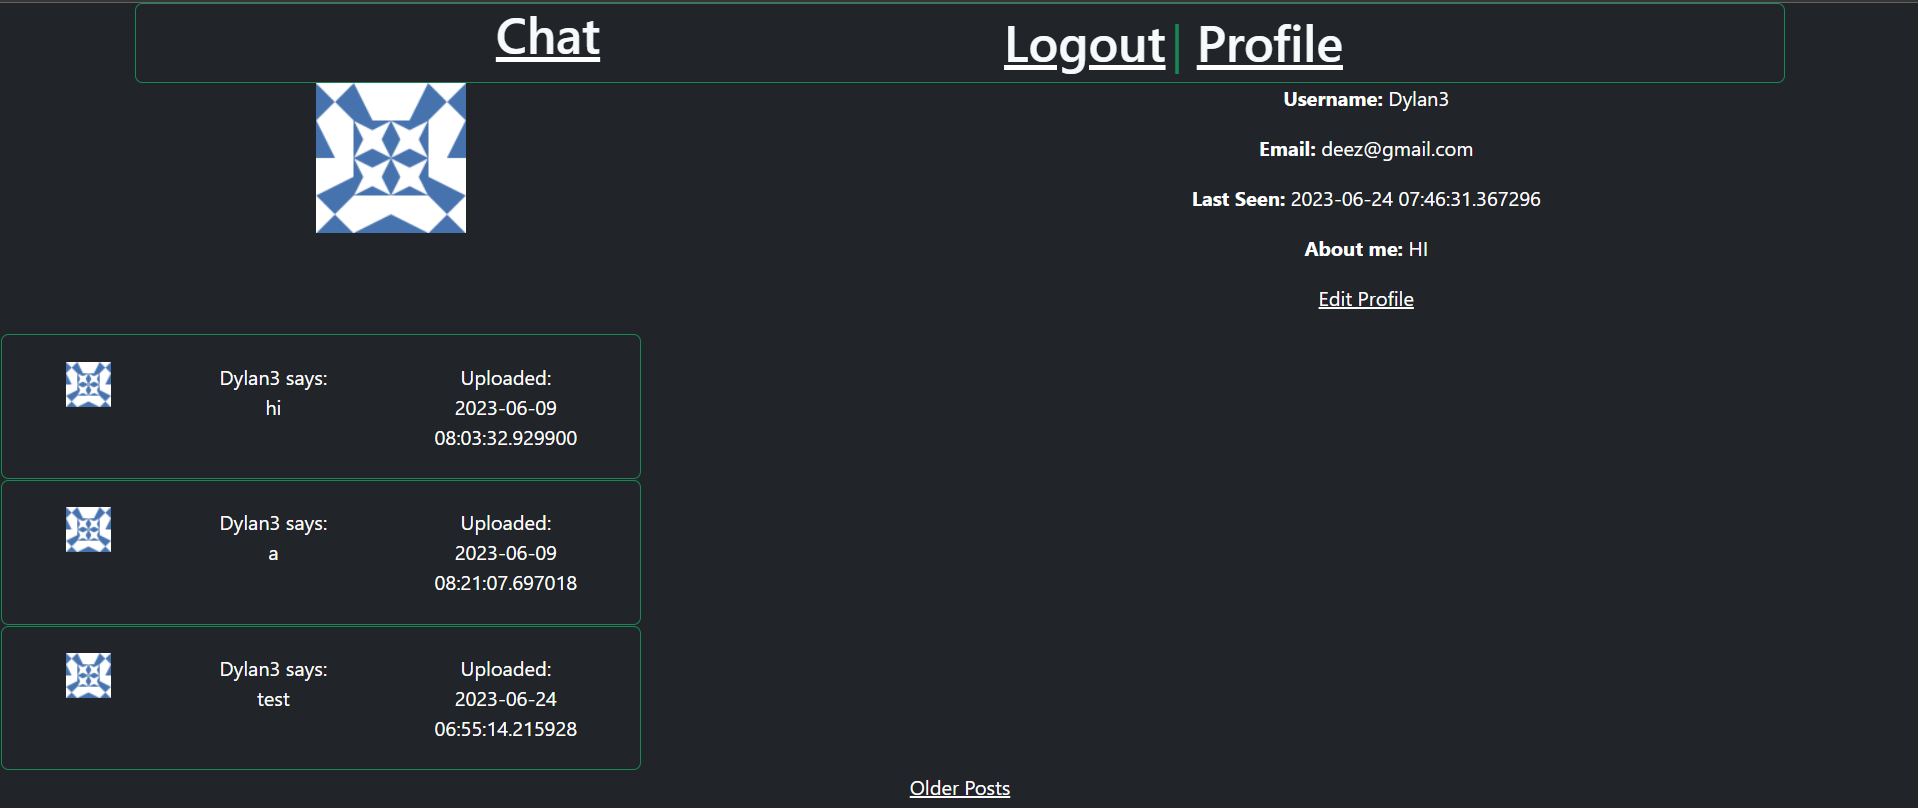 Chat
Logout | Profile
Username: Dylan3
Email: deez@gmail.com
Last Seen: 2023-06-24 07:46:31.367296
About me: HI
Edit Profile
Dylan3 says:
hi
Uploaded:
2023-06-09
08:03:32.929900
Dylan3 says:
a
Uploaded:
2023-06-09
08:21:07.697018
Dylan3 says:
test
Uploaded:
2023-06-24
06:55:14.215928
Older Posts